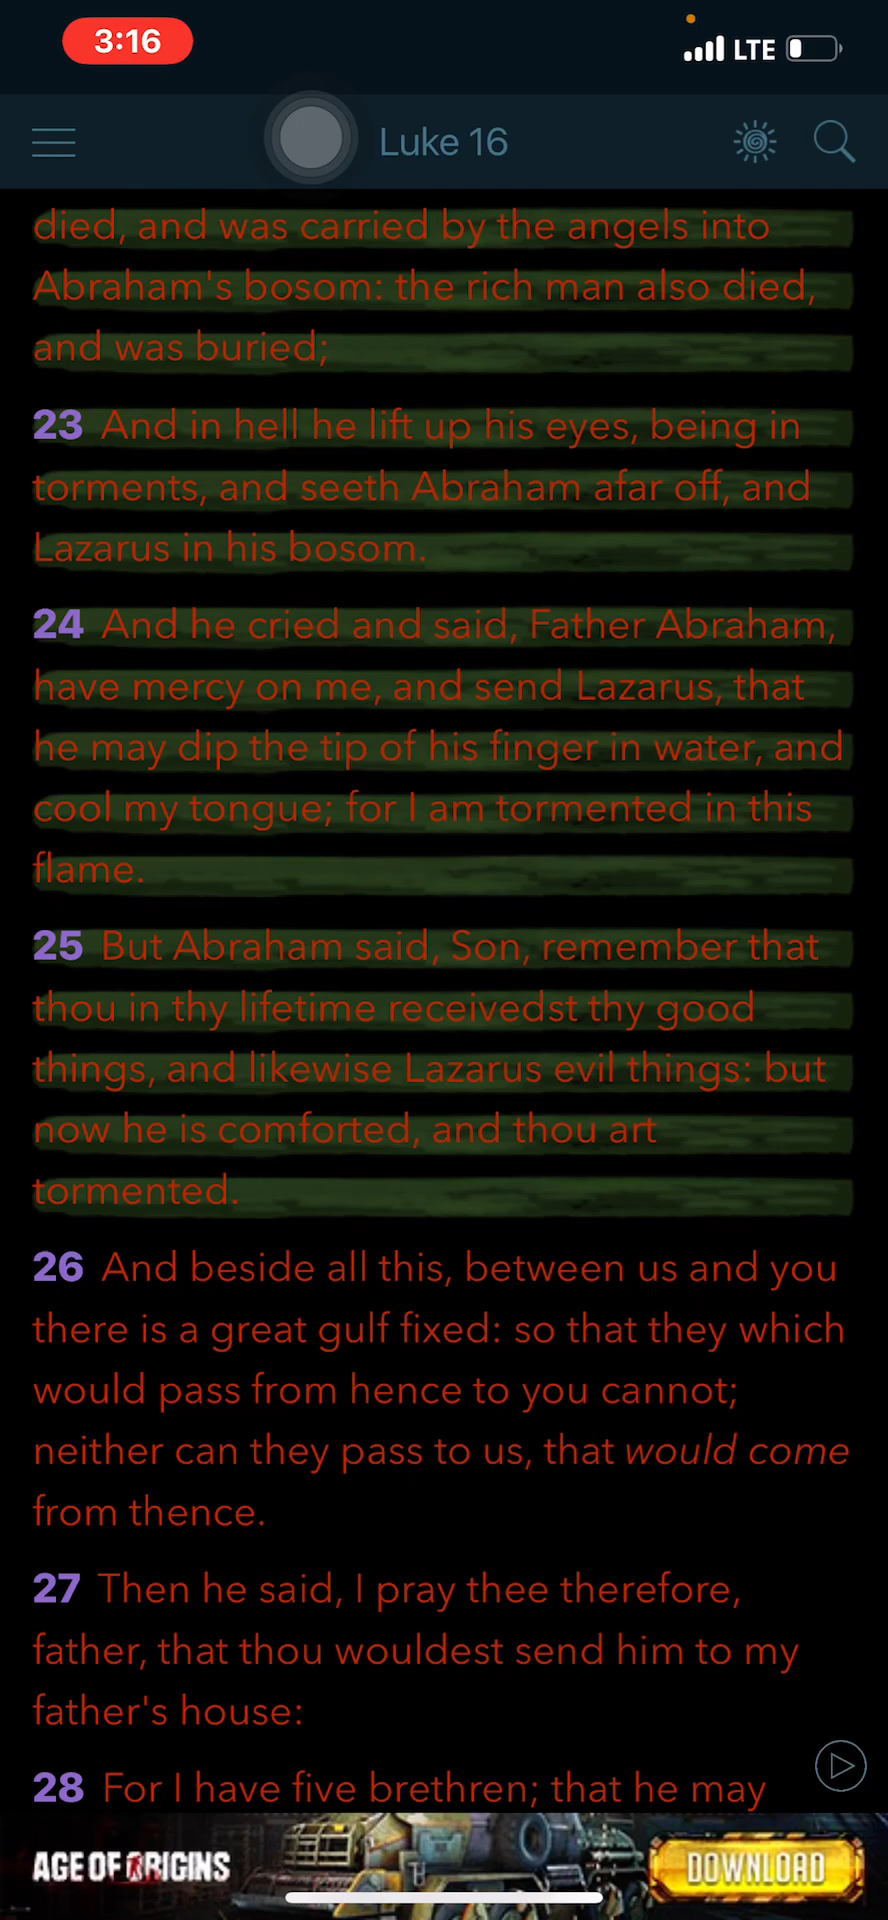 3:16
LTE
Luke 16
died, and was carried by the angels into
Abraham's bosom: the rich man also died,
and was buried;
23 And in hell he lift up his eyes, being in
torments, and seeth Abraham afar off, and
Lazarus in his bosom.
24 And he cried and said, Father Abraham,
have mercy on me, and send Lazarus, that
he may dip the tip of his finger in water, and
cool my tongue; for I am tormented in this
flame.
25 But Abraham said, Son, remember that
thou in thy lifetime receivedst thy good
things, and likewise Lazarus evil things: but
now he is comforted, and thou art
tormented.
26 And beside all this, between us and you
there is a great gulf fixed: so that they which
would pass from hence to you cannot;
neither can they pass to us, that would come
from thence.
27 Then he said, I pray thee therefore,
father, that thou wouldest send him to my
father's house:
28 For I have five brethren; that he may
AGE OF ORIGINS
DOWNLOAD